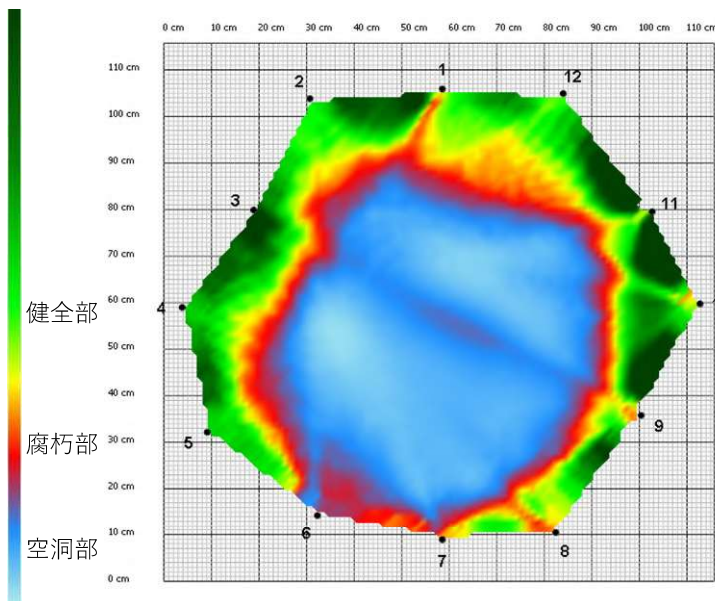 0 cm 10 cm 20 cm 30 cm 40 cm 50 cm 60 cm 70 cm 80 cm 90 cm 100 cm 110 cm
110 cm
100 cm
90 cm
80 cm
70 cm
60 cm
50 cm
40 cm
30 cm
20 cm
10 cm
0 cm
1
2
3
4
5
6
7
8
9
11
12
健全部
腐朽部
空洞部